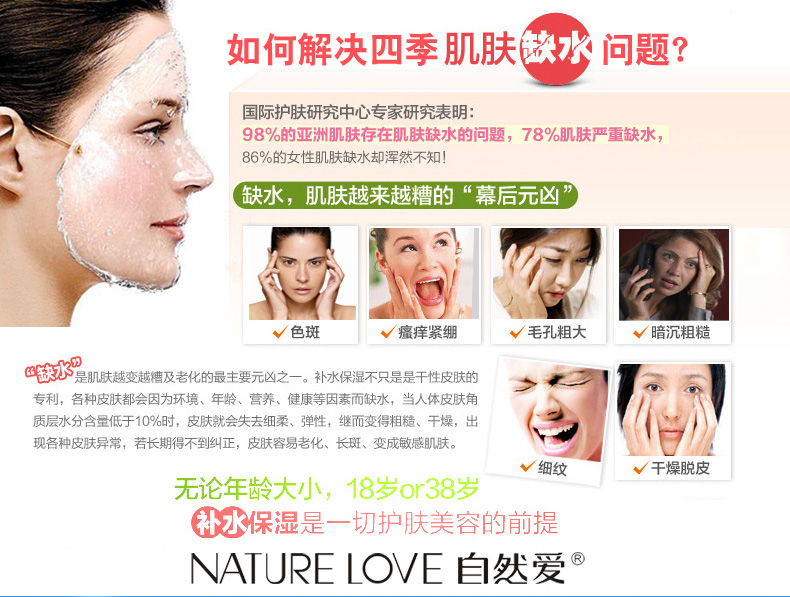 如何解决四季肌肤缺水问题?
国际护肤研究中心专家研究表明：
98%的亚洲肌肤存在肌肤缺水的问题，78%肌肤严重缺水，
86%的女性肌肤缺水却浑然不知！
缺水，肌肤越来越糟的“幕后元凶”
色斑
瘙痒紧绷
毛孔粗大
暗沉粗糙
“缺水”是肌肤越变越糟及老化的最主要元凶之一。补水保湿不只是是干性皮肤的
专利，各种皮肤都会因为环境、年龄、营养、健康等因素而缺水，当人体皮肤角
质层水分含量低于10%时，皮肤就会失去细柔、弹性，继而变得粗糙、干燥，出
现各种皮肤异常，若长期得不到纠正，皮肤容易老化、长斑、变成敏感肌肤。
细纹
干燥脱皮
无论年龄大小，18岁or38岁
补水保湿是一切护肤美容的前提
NATURE LOVE 自然爱®